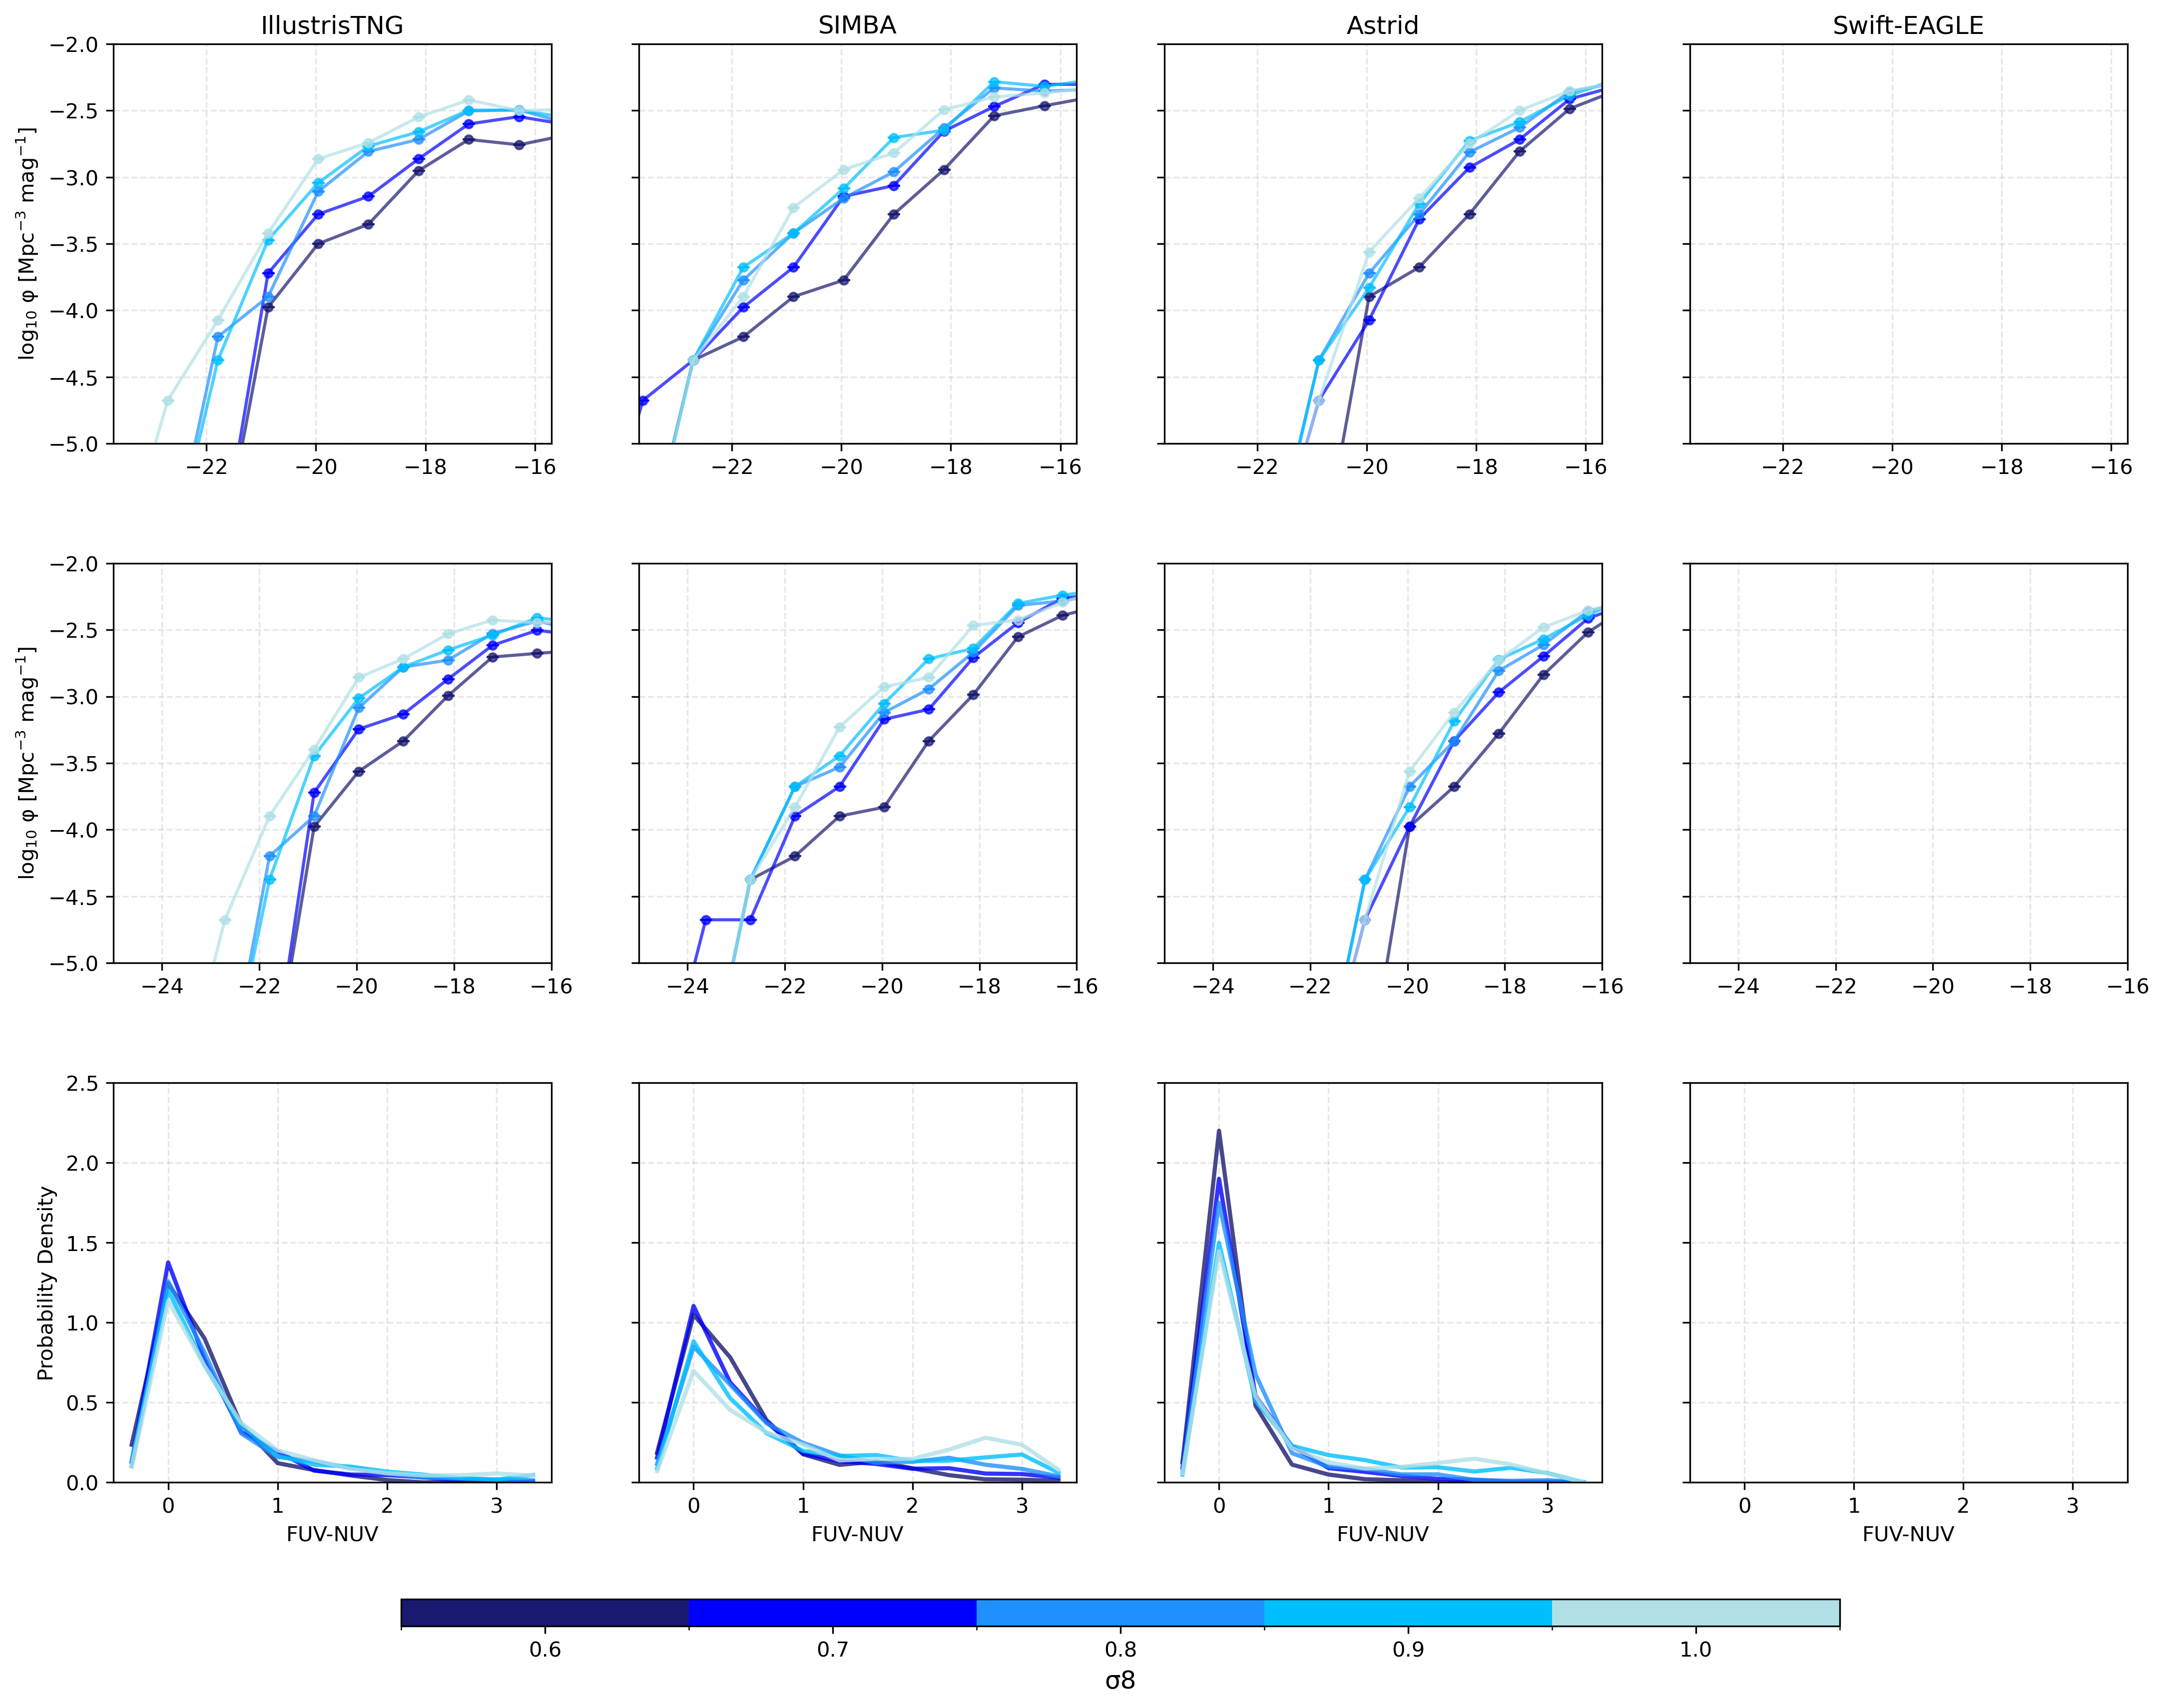 IllustrisTNG SIMBA Astrid Swift-EAGLE
−2.0
−2.5
−3.0
−3.5
−4.0
−4.5
−5.0
log₁₀ φ [Mpc⁻³ mag⁻¹]
−22 −20 −18 −16 −22 −20 −18 −16 −22 −20 −18 −16 −22 −20 −18 −16
−2.0
−2.5
−3.0
−3.5
−4.0
−4.5
−5.0
log₁₀ φ [Mpc⁻³ mag⁻¹]
−24 −22 −20 −18 −16 −24 −22 −20 −18 −16 −24 −22 −20 −18 −16 −24 −22 −20 −18 −16
2.5
2.0
1.5
1.0
0.5
0.0
Probability Density
0 1 2 3 0 1 2 3 0 1 2 3 0 1 2 3
FUV-NUV FUV-NUV FUV-NUV FUV-NUV
0.6 0.7 0.8 0.9 1.0
σ8